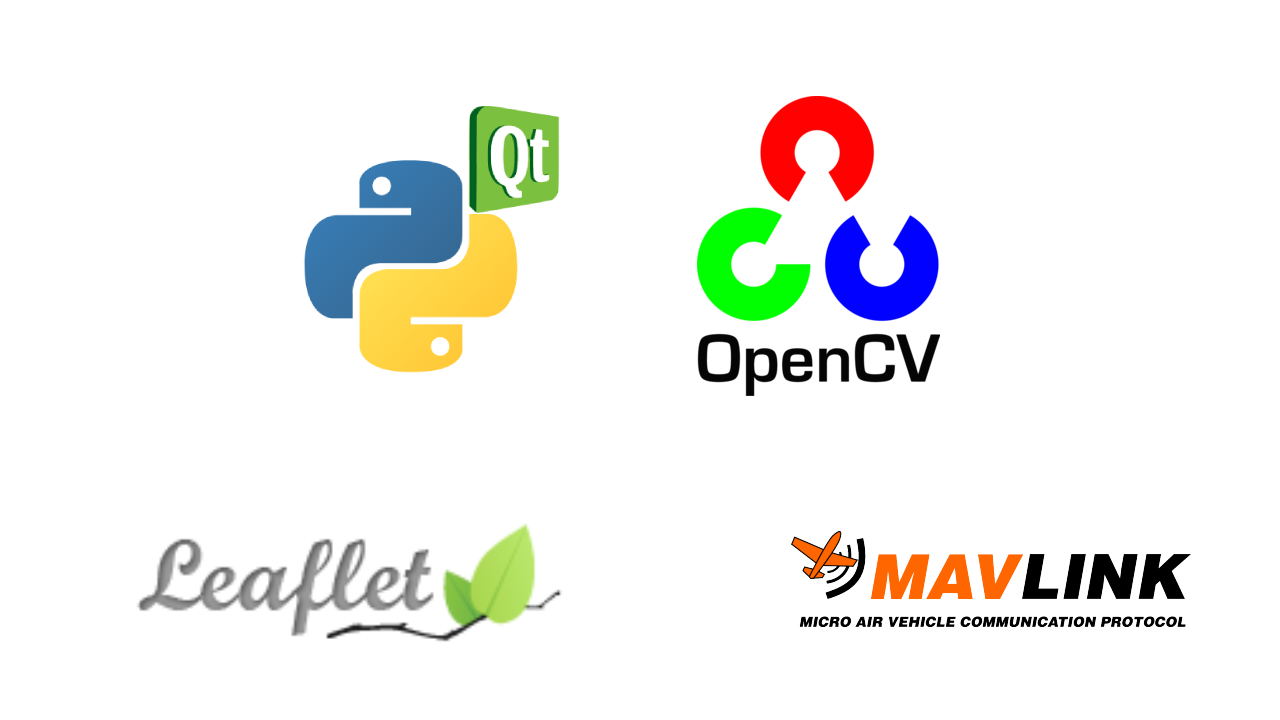 Qt
OpenCV
Leaflet
MAVLINK
MICRO AIR VEHICLE COMMUNICATION PROTOCOL